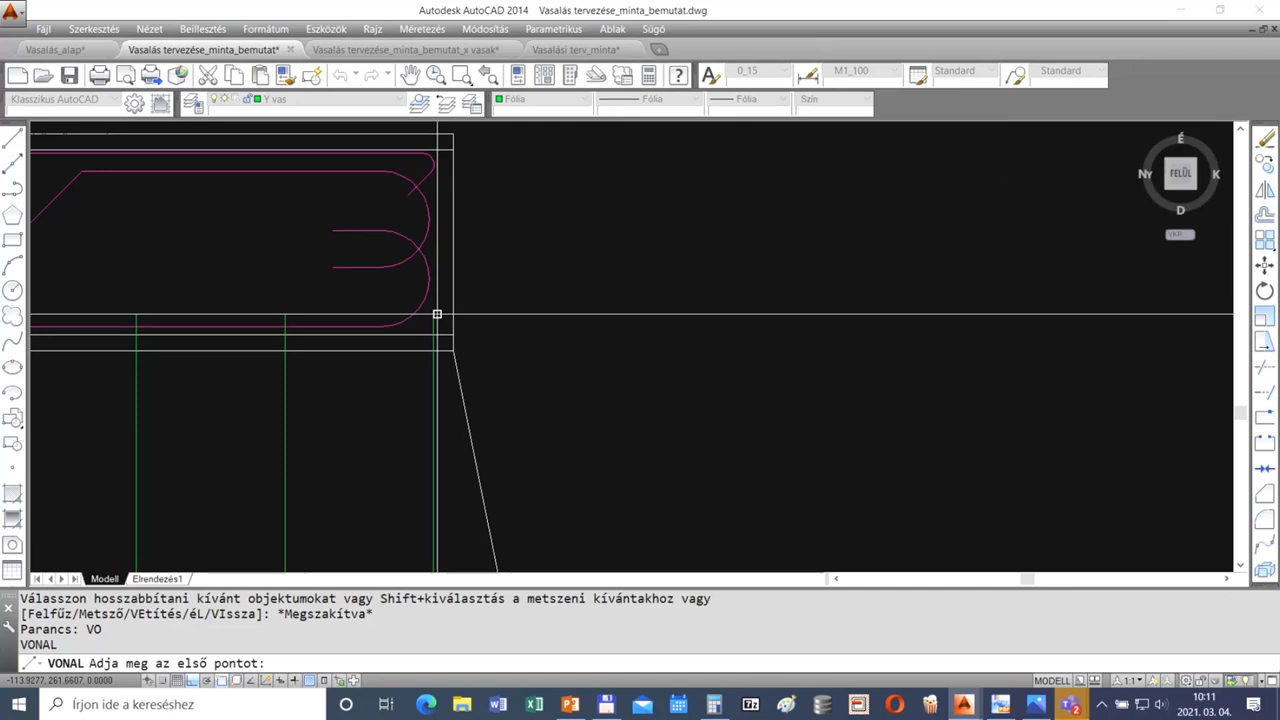 Autodesk AutoCAD 2014 Vasalás tervezése_minta_bemutat.dwg
Fájl Szerkesztés Nézet Beillesztés Formátum Eszközök Rajz Méretezés Módosítás Parametrikus Ablak Súgó
Vasalás_alap* Vasalás tervezése_minta_bemutat* Vasalás tervezése_minta_bemutat_x vasak* Vasalási terv_minta*
0_15 M1_100 Standard Standard
Klasszikus AutoCAD Y vas Fólia Fólia Fólia Szín
É
Ny FELÜL K
D
VKR
Modell Elrendezés1
Válasszon hosszabbítani kívánt objektumokat vagy Shift+kiválasztás a metszeni kívántakhoz vagy
[Felfűz/Metsző/VEtítés/éL/VIssza]: *Megszakítva*
Parancs: VO
VONAL
VONAL Adja meg az első pontot:
-113.9277, 261.6607, 0.0000 MODELL 1:1
Írjon ide a kereséshez
10:11
2021. 03. 04.